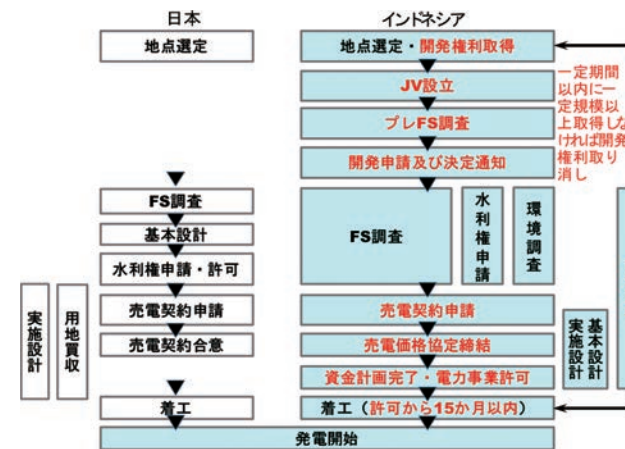 日本
インドネシア
地点選定
地点選定・開発権利取得
JV設立
プレFS調査
開発申請及び決定通知
一定期間
以内に一
定規模以
上取得しな
ければ開発
権利取り
消し
FS調査
基本設計
水利権申請・許可
FS調査
水利権申請
環境調査
実施設計
用地買収
売電契約申請
売電契約合意
売電契約申請
売電価格協定締結
資金計画完了・電力事業許可
実施設計
基本設計
着工
着工（許可から15か月以内）
発電開始